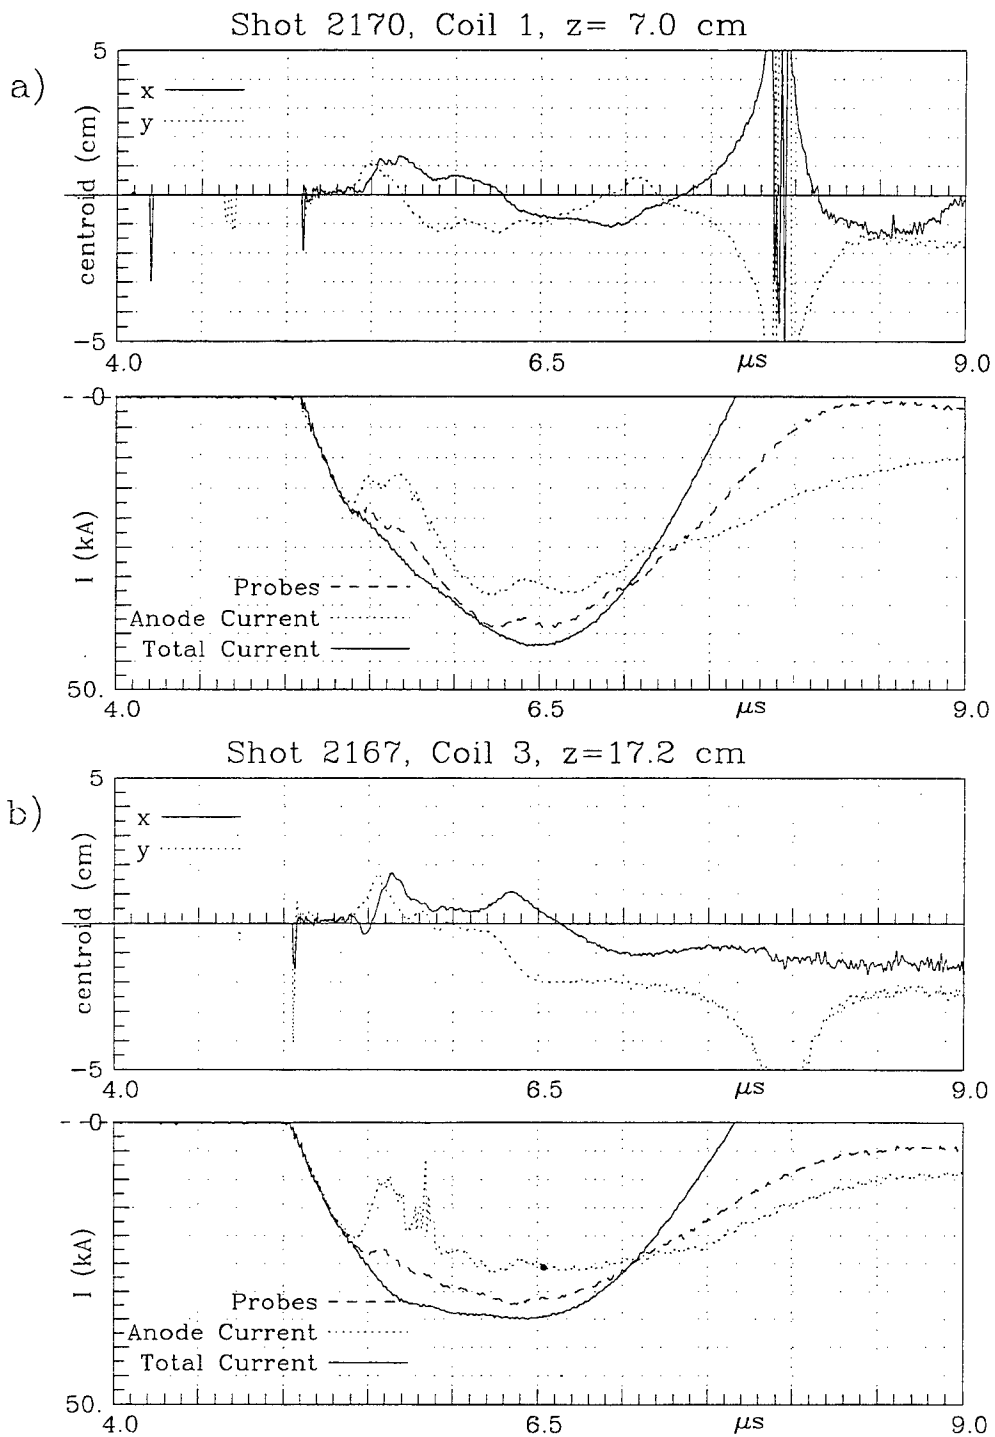 Shot 2170, Coil 1, z= 7.0 cm
a)
5
x
y
centroid (cm)
-5
4.0 6.5 μs 9.0
- -0
I (kA)
Probes
Anode Current
Total Current
50.
4.0 6.5 μs 9.0
Shot 2167, Coil 3, z=17.2 cm
b)
5
x
y
centroid (cm)
-5
4.0 6.5 μs 9.0
- -0
I (kA)
Probes
Anode Current
Total Current
50.
4.0 6.5 μs 9.0